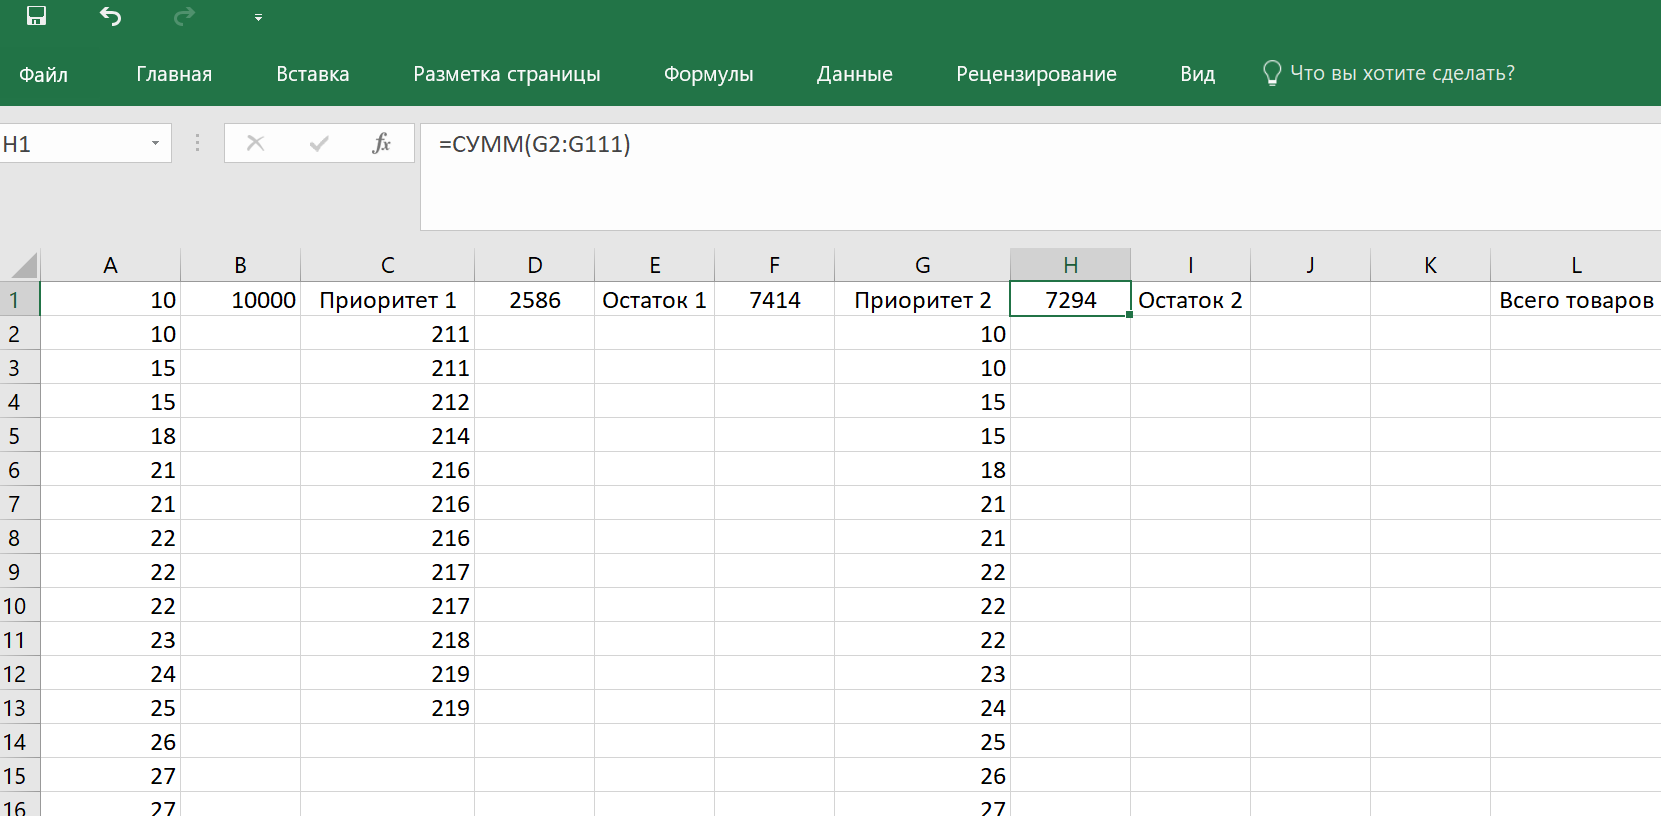 Файл Главная Вставка Разметка страницы Формулы Данные Рецензирование Вид Что вы хотите сделать?
H1 fx =СУММ(G2:G111)
A B C D E F G H I J K L
1 10 10000 Приоритет 1 2586 Остаток 1 7414 Приоритет 2 7294 Остаток 2 Всего товаров
2 10 211 10
3 15 211 10
4 15 212 15
5 18 214 15
6 21 216 18
7 21 216 21
8 22 216 21
9 22 217 22
10 22 217 22
11 23 218 22
12 24 219 23
13 25 219 24
14 26 25
15 27 26
16 27 27